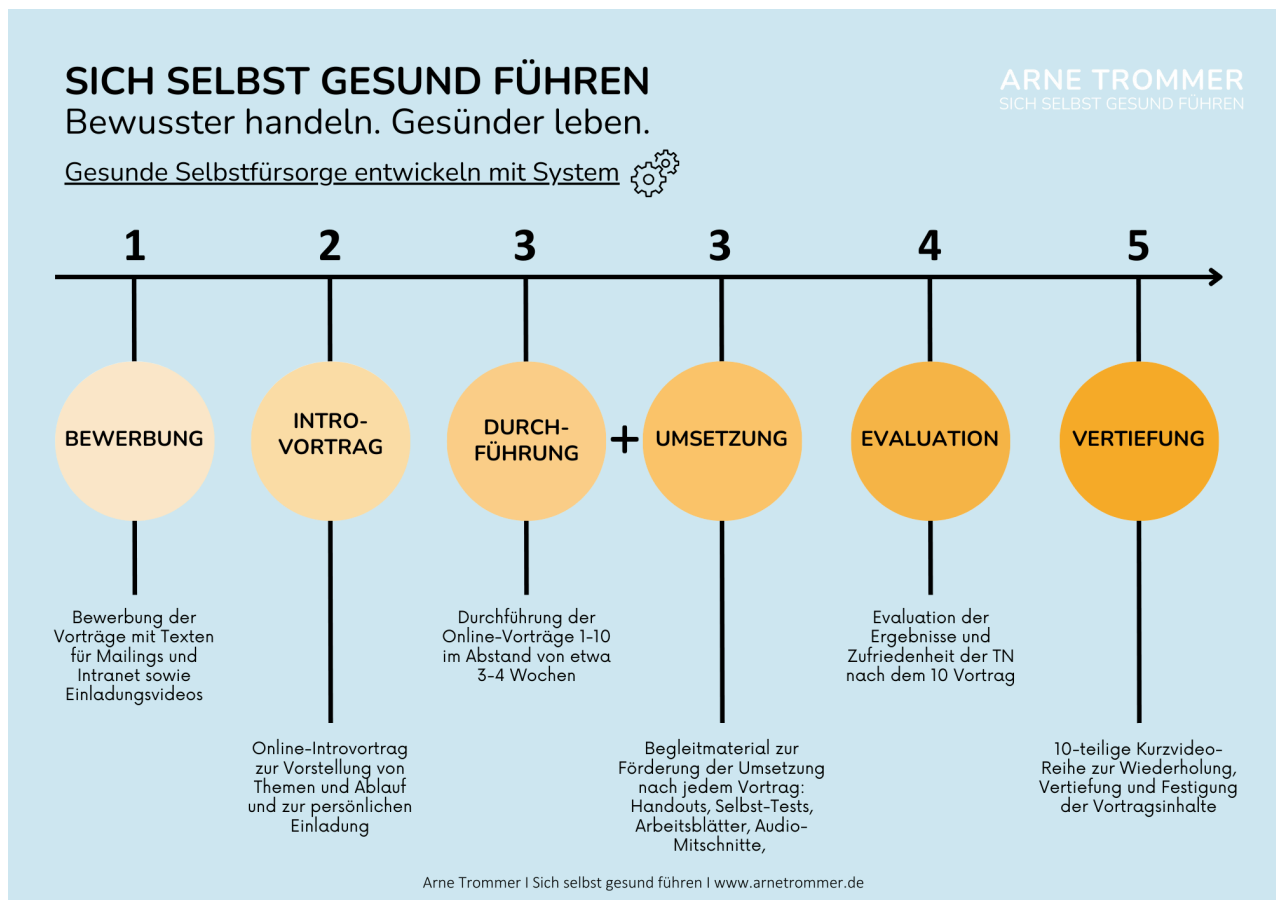 SICH SELBST GESUND FÜHREN
Bewusster handeln. Gesünder leben.
Gesunde Selbstfürsorge entwickeln mit System
ARNE TROMMER
SICH SELBST GESUND FÜHREN
1
2
3
3
4
5
BEWERBUNG
INTRO-
VORTRAG
DURCH-
FÜHRUNG
+
UMSETZUNG
EVALUATION
VERTIEFUNG
Bewerbung der
Vorträge mit Texten
für Mailings und
Intranet sowie
Einladungsvideos
Online-Introvortrag
zur Vorstellung von
Themen und Ablauf
und zur persönlichen
Einladung
Durchführung der
Online-Vorträge 1-10
im Abstand von etwa
3-4 Wochen
Begleitmaterial zur
Förderung der Umsetzung
nach jedem Vortrag:
Handouts, Selbst-Tests,
Arbeitsblätter, Audio-
Mitschnitte,
Evaluation der
Ergebnisse und
Zufriedenheit der TN
nach dem 10 Vortrag
10-teilige Kurzvideo-
Reihe zur Wiederholung,
Vertiefung und Festigung
der Vortragsinhalte
Arne Trommer I Sich selbst gesund führen I www.arnetrommer.de